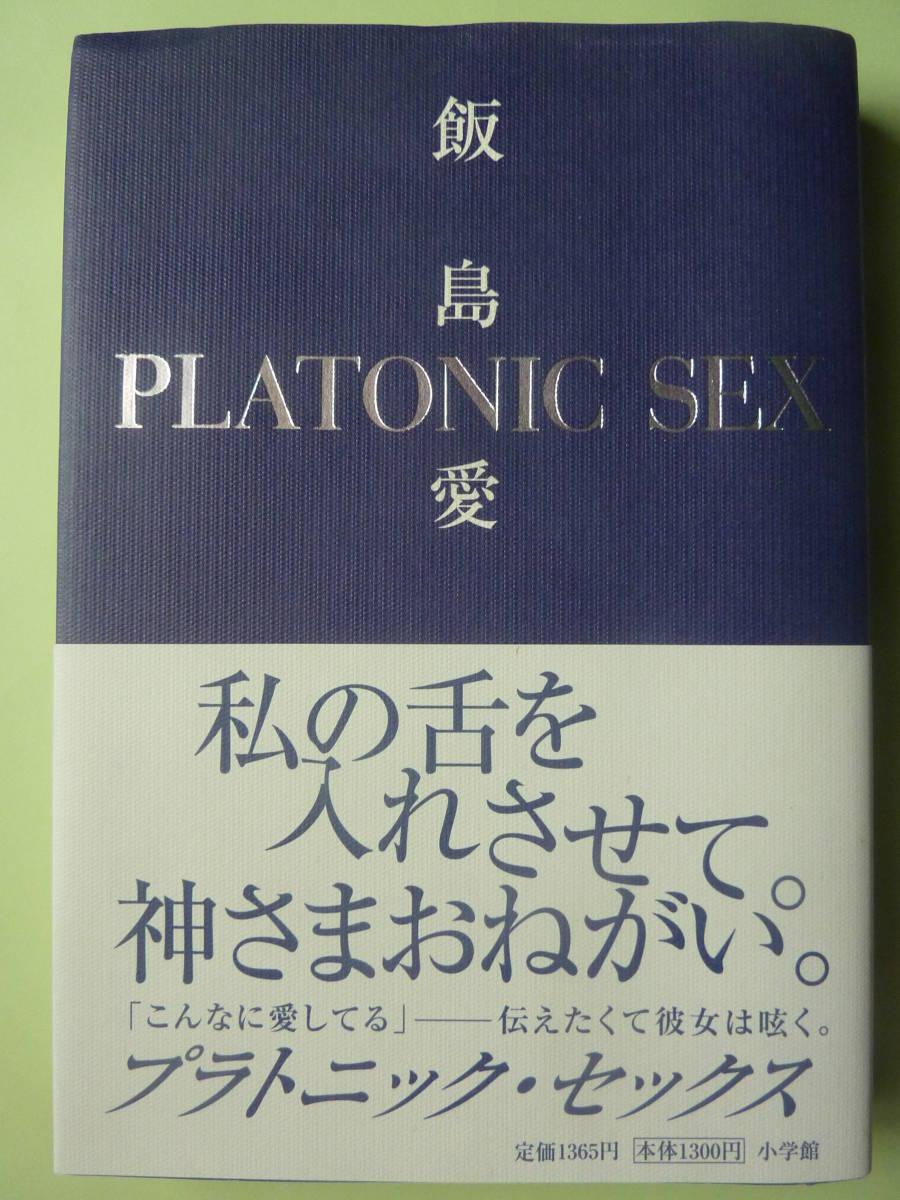 飯島愛
PLATONIC SEX
私の舌を
入れさせて。
神さまおねがい。
「こんなに愛してる」――伝えたくて彼女は呟く。
プラトニック・セックス
定価1365円 本体1300円 小学館